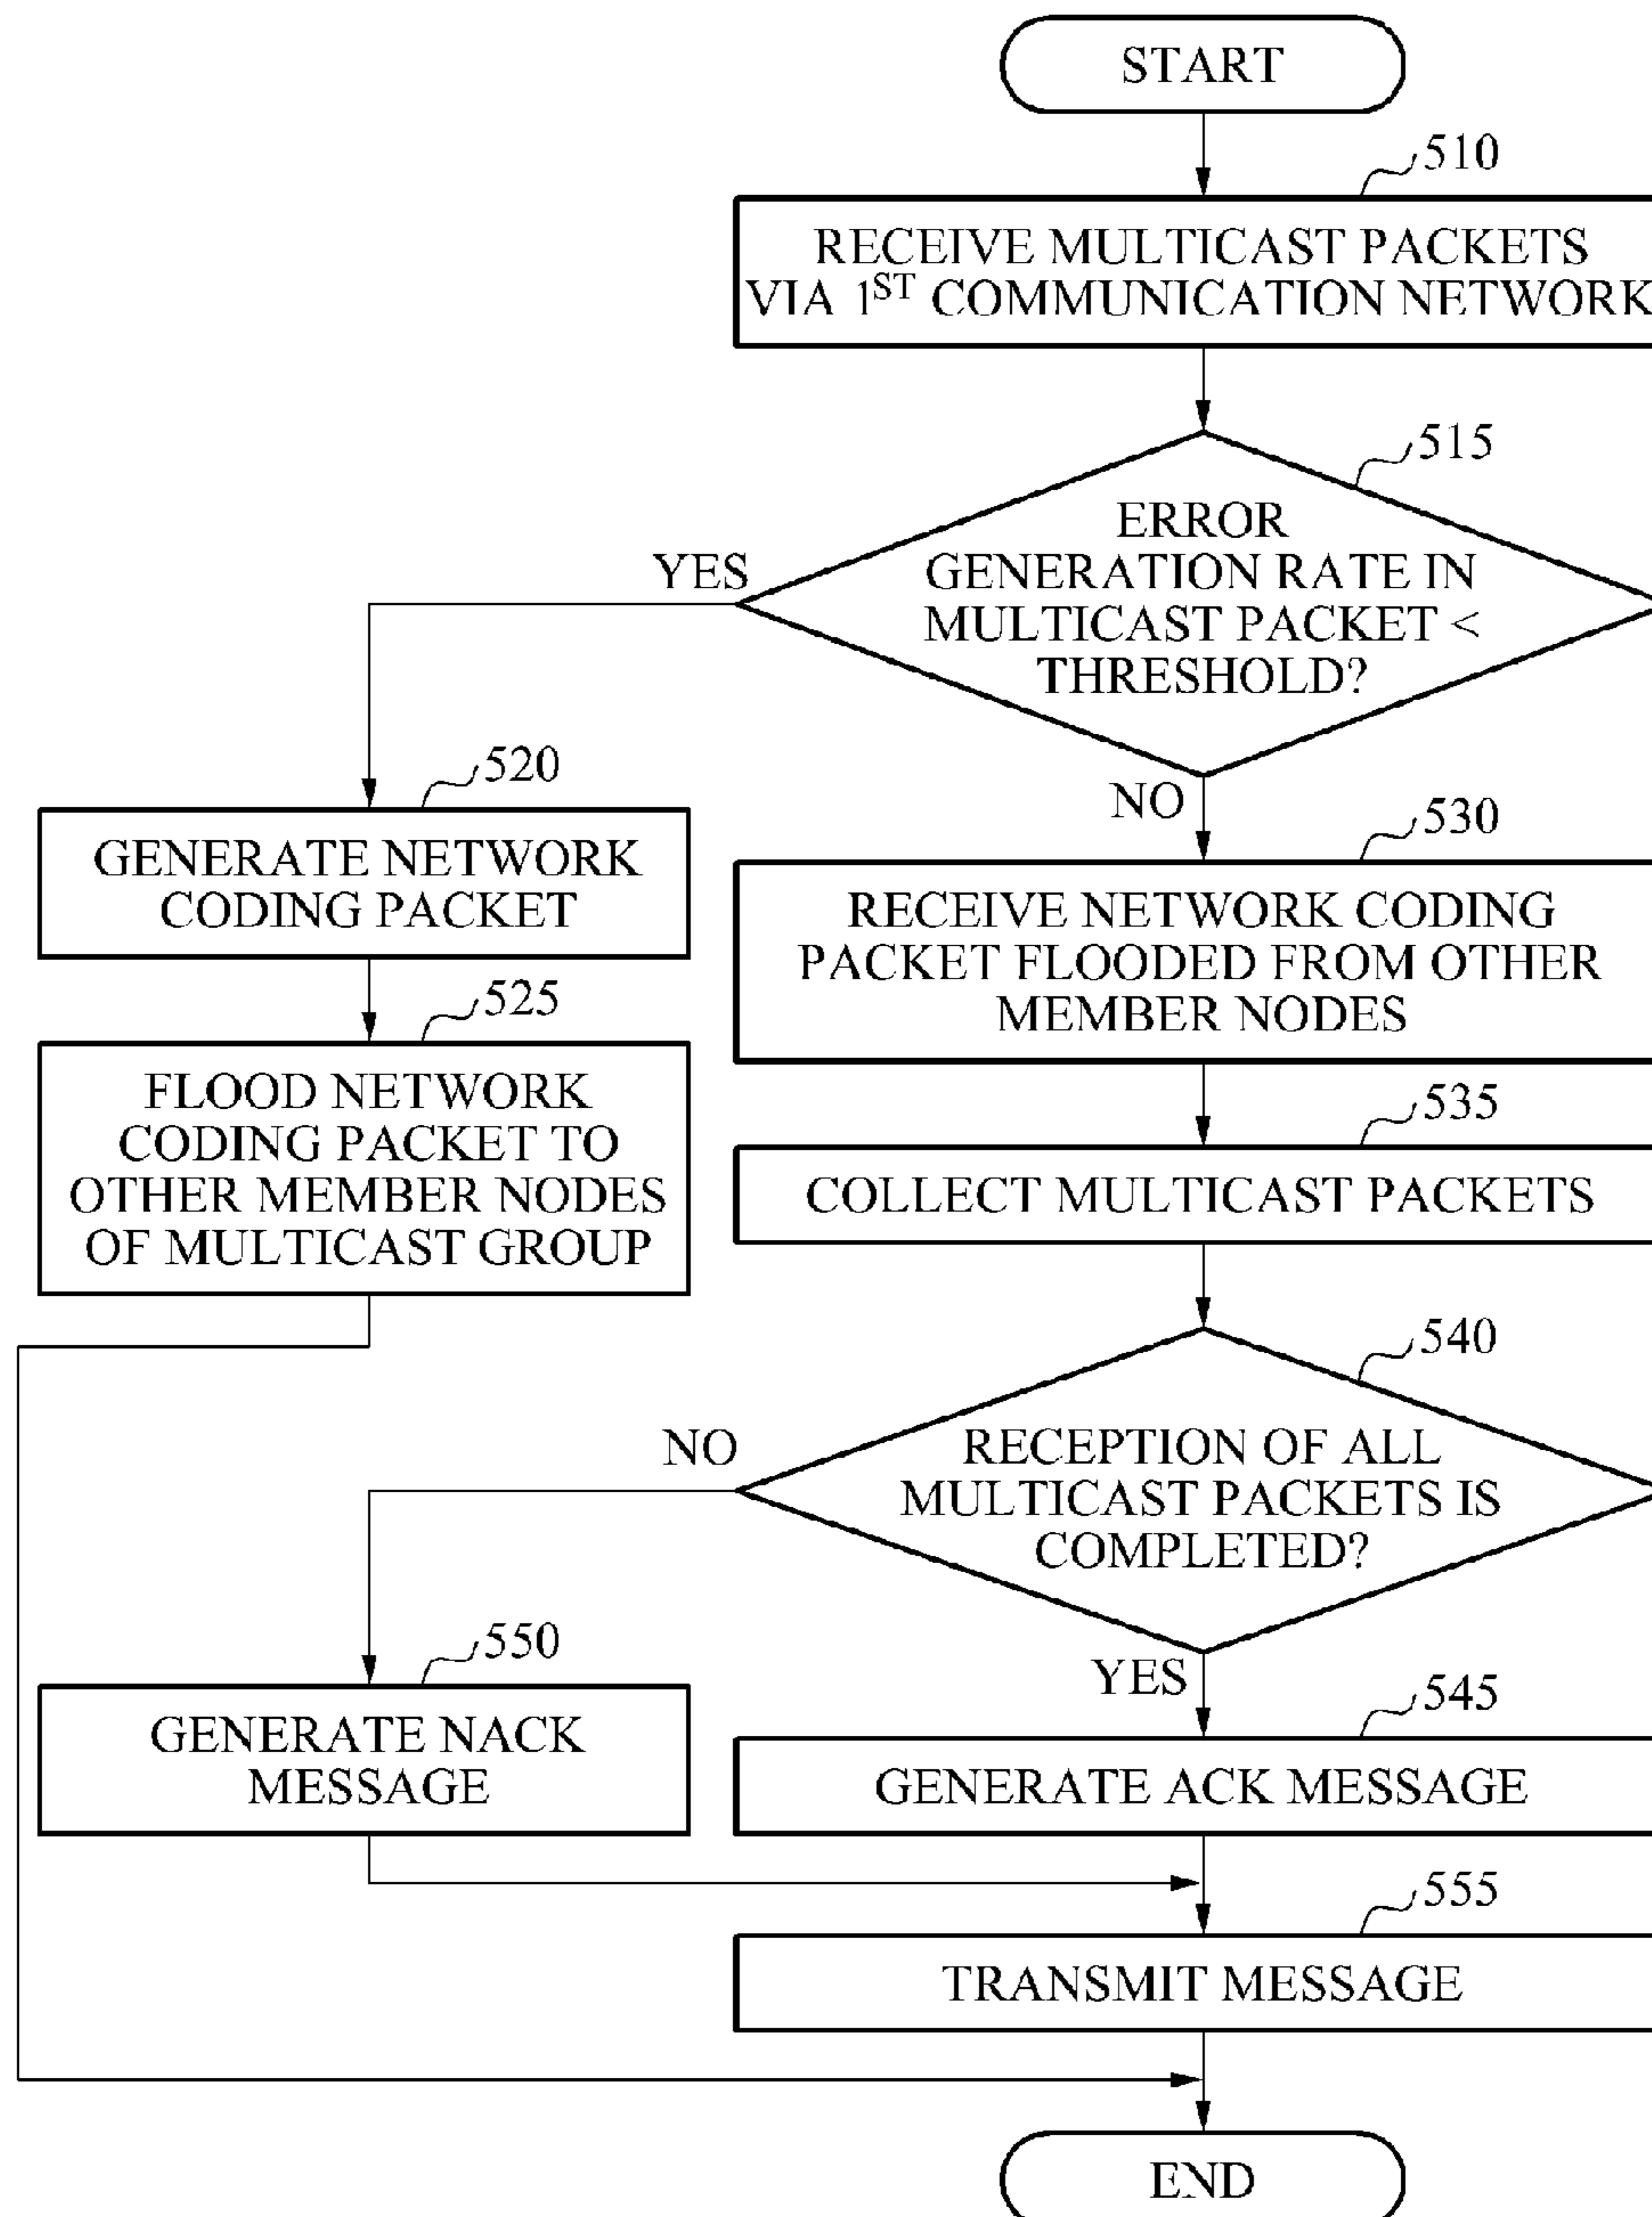 START
510
RECEIVE MULTICAST PACKETS
VIA 1ST COMMUNICATION NETWORK
515
ERROR
GENERATION RATE IN
MULTICAST PACKET <
THRESHOLD?
YES
NO
520
GENERATE NETWORK
CODING PACKET
525
FLOOD NETWORK
CODING PACKET TO
OTHER MEMBER NODES
OF MULTICAST GROUP
530
RECEIVE NETWORK CODING
PACKET FLOODED FROM OTHER
MEMBER NODES
535
COLLECT MULTICAST PACKETS
540
RECEPTION OF ALL
MULTICAST PACKETS IS
COMPLETED?
NO
YES
550
GENERATE NACK
MESSAGE
545
GENERATE ACK MESSAGE
555
TRANSMIT MESSAGE
END